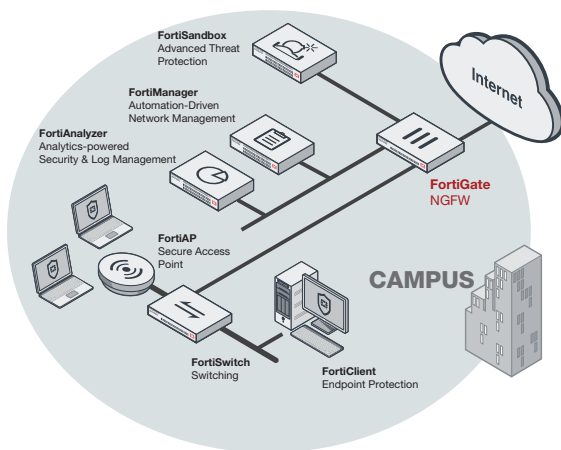 FortiSandbox
Advanced Threat
Protection
FortiManager
Automation-Driven
Network Management
FortiAnalyzer
Analytics-powered
Security & Log Management
Internet
FortiGate
NGFW
FortiAP
Secure Access
Point
CAMPUS
FortiSwitch
Switching
FortiClient
Endpoint Protection